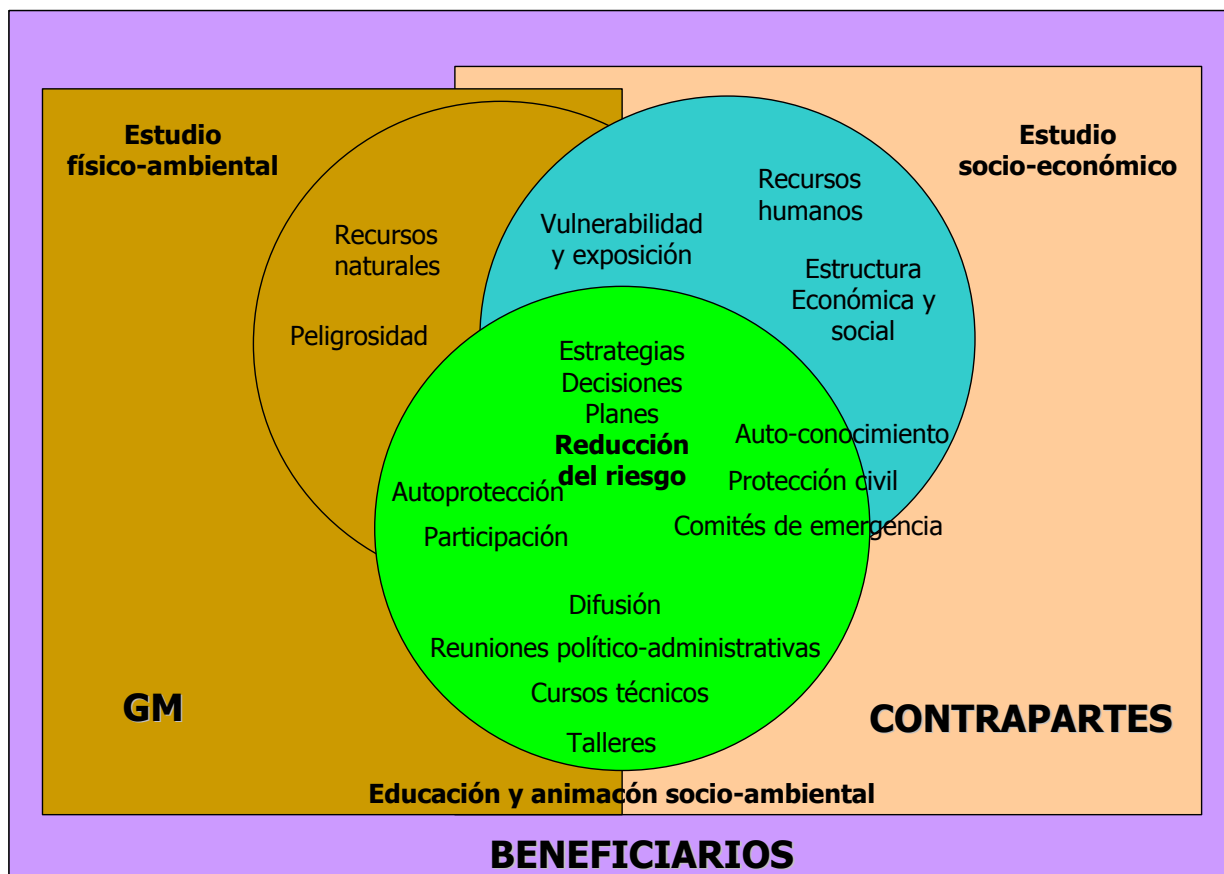 Estudio
físico-ambiental
Estudio
socio-económico
Recursos
naturales
Peligrosidad
Vulnerabilidad
y exposición
Recursos
humanos
Estructura
Económica y
social
Estrategias
Decisiones
Planes
Reducción
del riesgo
Autoprotección
Participación
Auto-conocimiento
Protección civil
Comités de emergencia
Difusión
Reuniones político-administrativas
Cursos técnicos
Talleres
GM
CONTRAPARTES
Educación y animacón socio-ambiental
BENEFICIARIOS